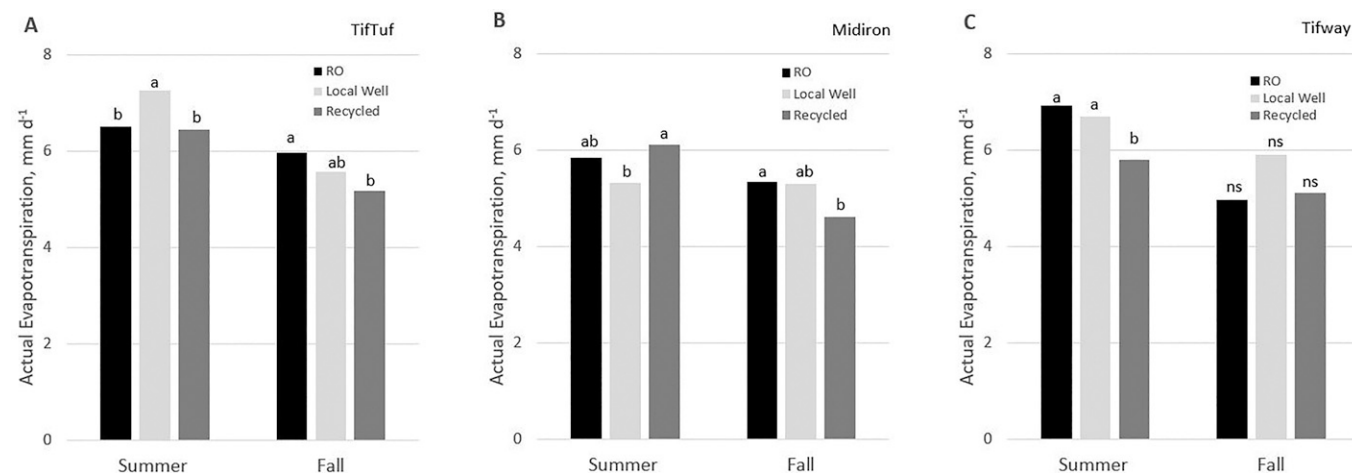 A
TifTuf
8
6
4
2
0
Actual Evapotranspiration, mm d⁻¹
RO
Local Well
Recycled
b
a
b
a
ab
b
Summer
Fall
B
Midiron
8
6
4
2
0
Actual Evapotranspiration, mm d⁻¹
RO
Local Well
Recycled
ab
b
a
a
ab
b
Summer
Fall
C
Tifway
8
6
4
2
0
Actual Evapotranspiration, mm d⁻¹
RO
Local Well
Recycled
a
a
b
ns
ns
ns
Summer
Fall